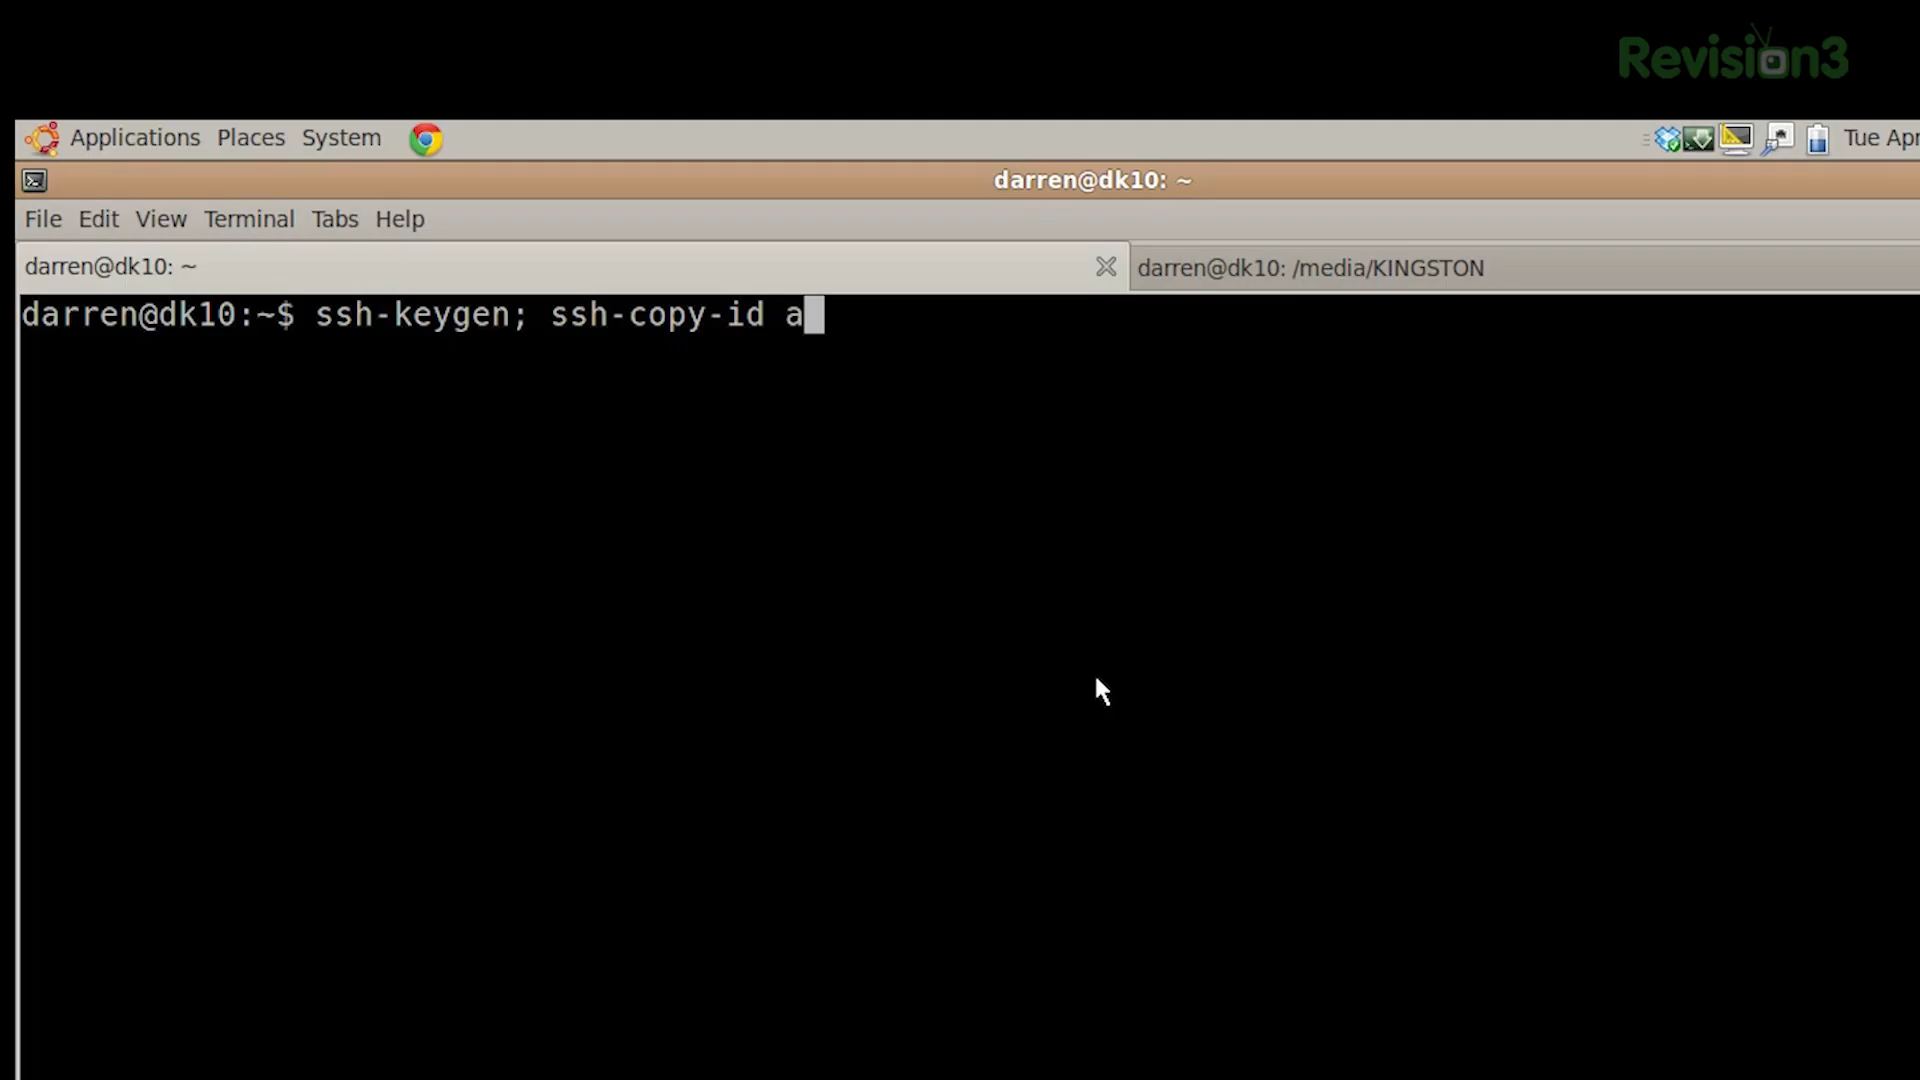 Revision3
Applications Places System
Tue Apr
darren@dk10: ~
File Edit View Terminal Tabs Help
darren@dk10: ~
darren@dk10: /media/KINGSTON
darren@dk10:~$ ssh-keygen; ssh-copy-id a